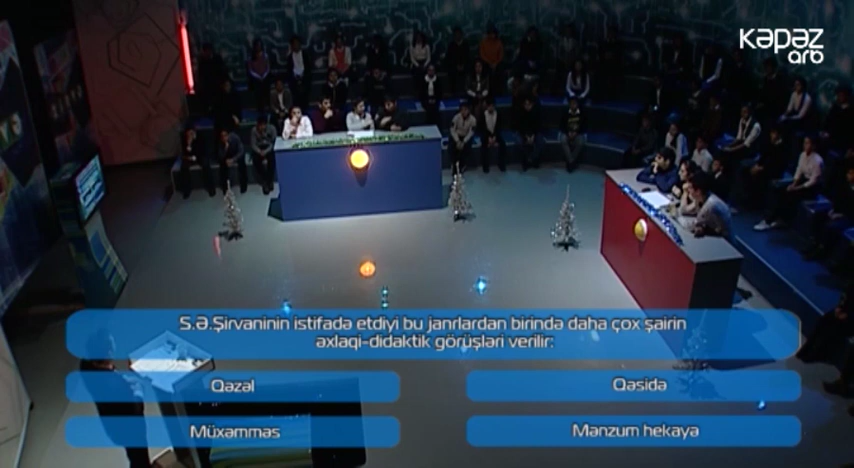 kəpəz
arb
S.Ə.Şirvaninin istifadə etdiyi bu janrlardan birində daha çox şairin
əxlaqi-didaktik görüşləri verilir:
Qəzəl
Qəsidə
Müxəmməs
Mənzum hekayə